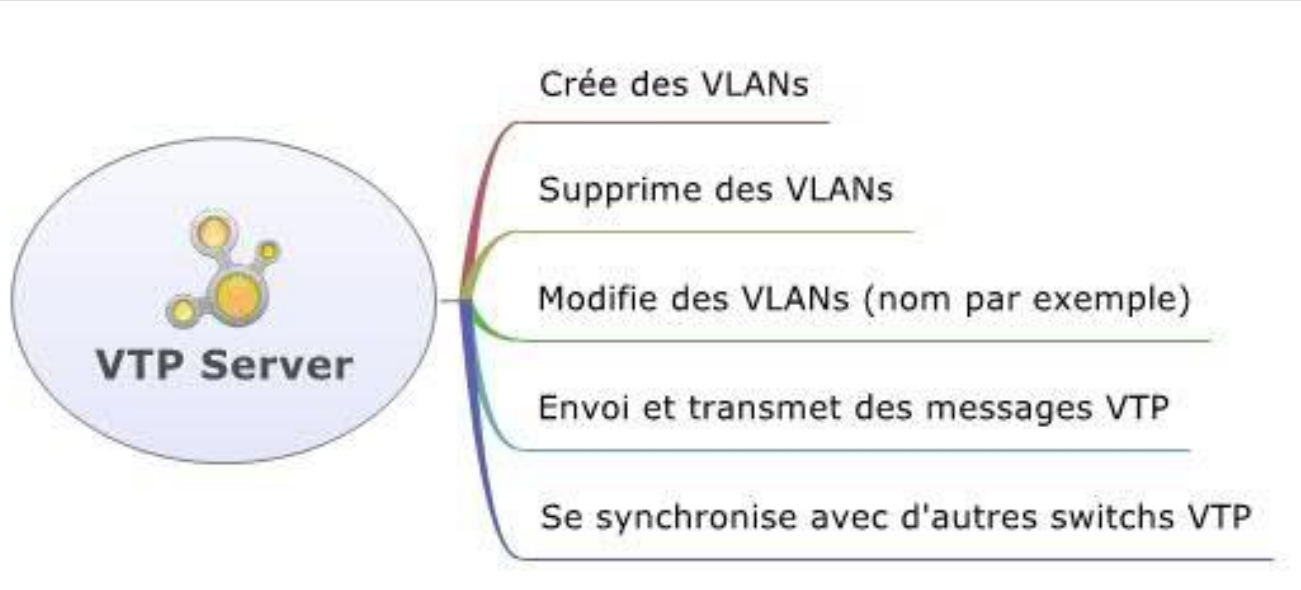 VTP Server
Crée des VLANs
Supprime des VLANs
Modifie des VLANs (nom par exemple)
Envoi et transmet des messages VTP
Se synchronise avec d'autres switchs VTP